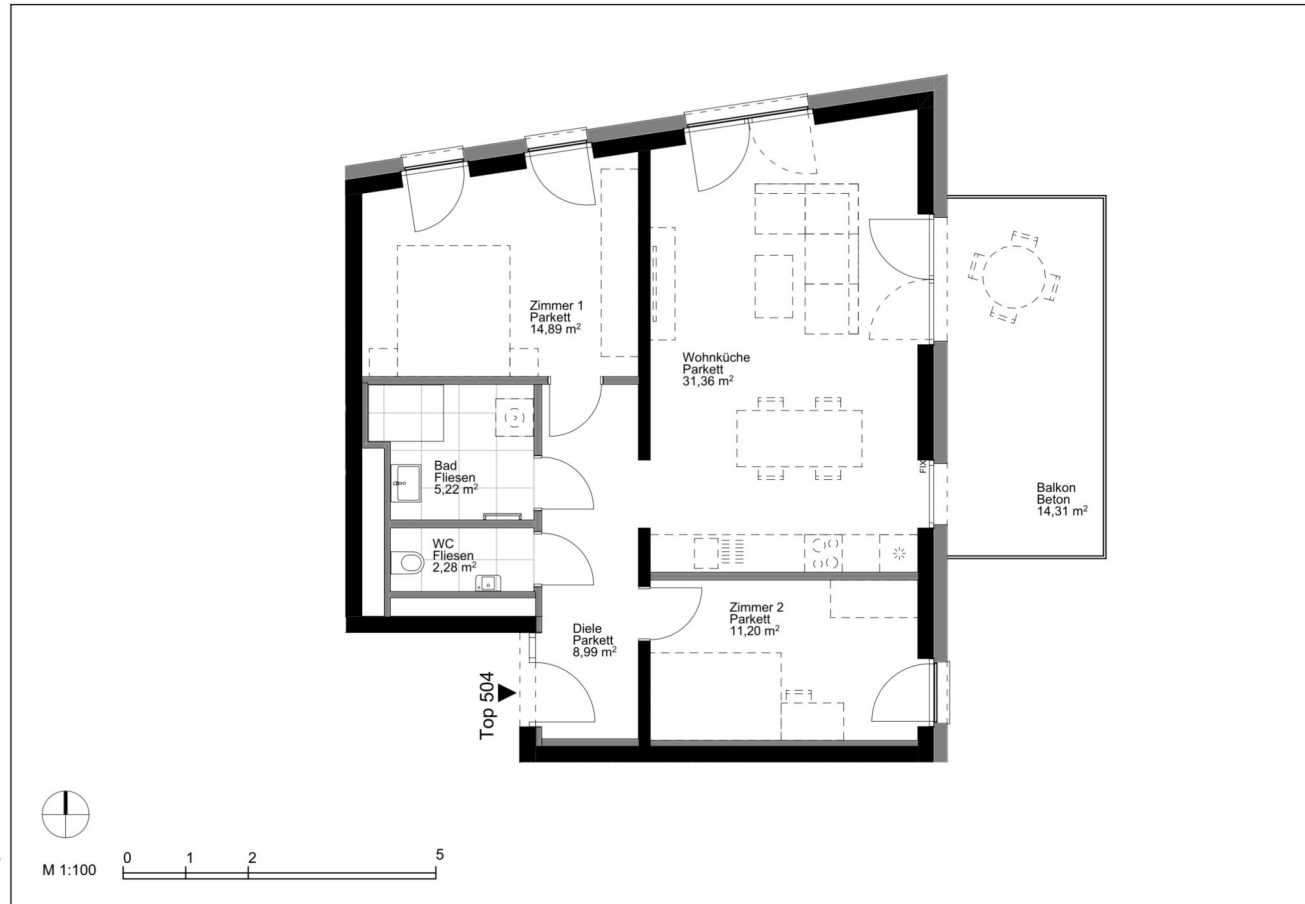 Zimmer 1
Parkett
14,89 m²
Wohnküche
Parkett
31,36 m²
Bad
Fliesen
5,22 m²
FIX
Balkon
Beton
14,31 m²
WC
Fliesen
2,28 m²
Zimmer 2
Parkett
11,20 m²
Diele
Parkett
8,99 m²
Top 504
M 1:100
0 1 2 5